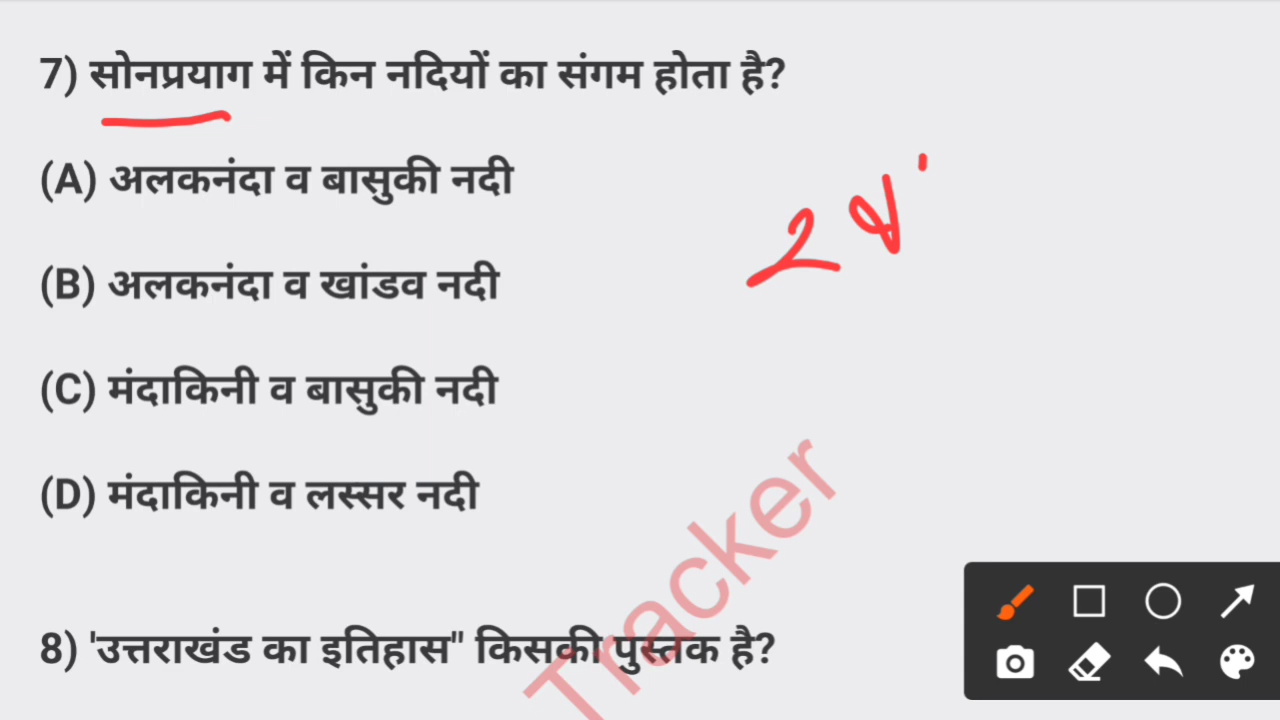 7) सोनप्रयाग में किन नदियों का संगम होता है?
(A) अलकनंदा व बासुकी नदी
(B) अलकनंदा व खांडव नदी
(C) मंदाकिनी व बासुकी नदी
(D) मंदाकिनी व लस्सर नदी
Tracker
8) 'उत्तराखंड का इतिहास" किसकी पुस्तक है?